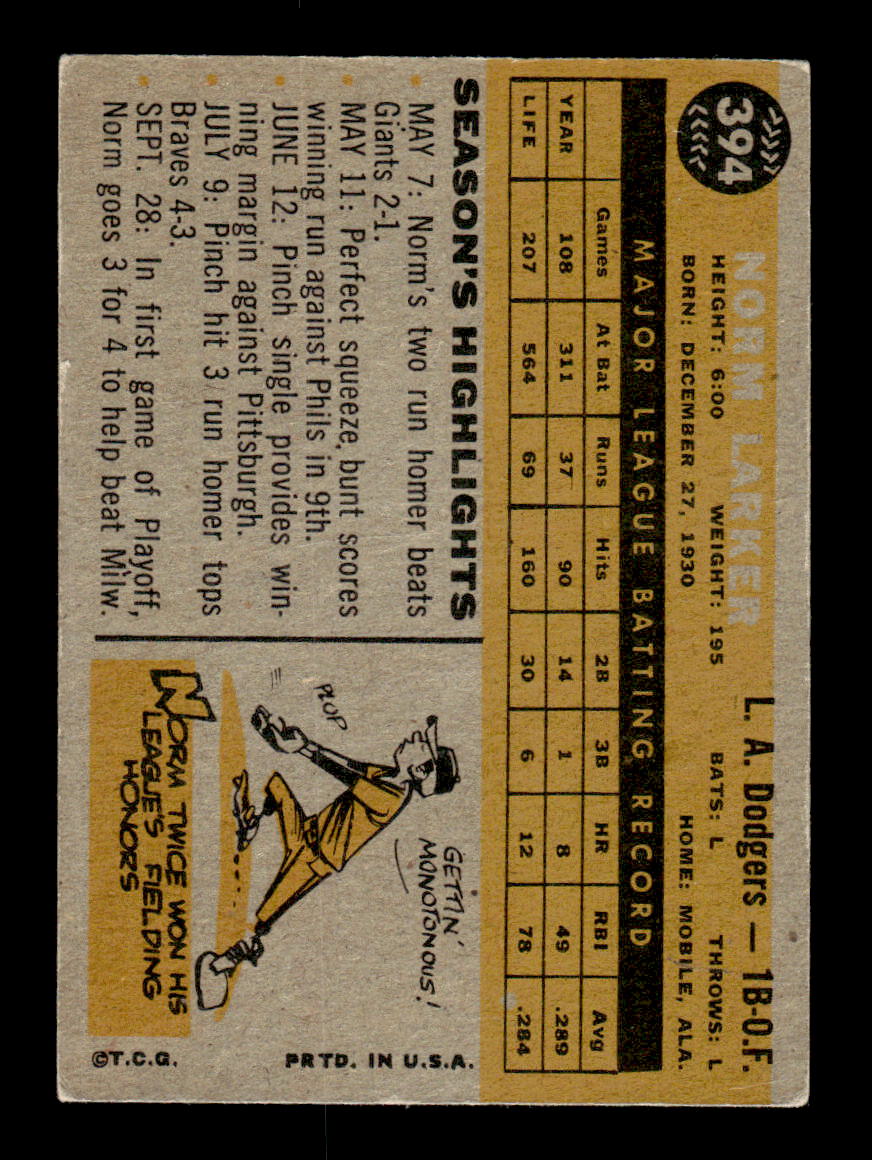 394
NORM LARKER
L. A. Dodgers — 1B-O.F.
HEIGHT: 6:00 WEIGHT: 195 BATS: L THROWS: L
BORN: DECEMBER 27, 1930 HOME: MOBILE, ALA.
MAJOR LEAGUE BATTING RECORD
Games At Bat Runs Hits 2B 3B HR RBI Avg
YEAR 108 311 37 90 14 1 8 49 .289
LIFE 207 564 69 160 30 6 12 78 .284
SEASON'S HIGHLIGHTS
• MAY 7: Norm's two run homer beats
Giants 2-1.
• MAY 11: Perfect squeeze bunt scores
winning run against Phils in 9th.
• JUNE 12: Pinch single provides win-
ning margin against Pittsburgh.
• JULY 9: Pinch hit 3 run homer tops
Braves 4-3.
• SEPT. 28: In first game of Playoff,
Norm goes 3 for 4 to help beat Milw.
GETTIN'
MONOTONOUS!
PLOP
NORM TWICE WON HIS
LEAGUE'S FIELDING
HONORS
©T.C.G. PRTD. IN U.S.A.